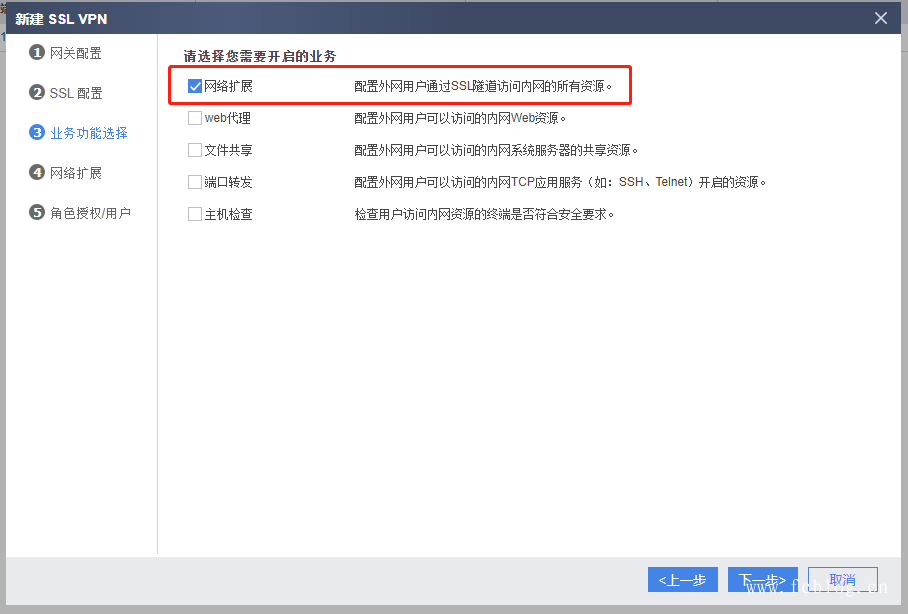 新建 SSL VPN
1 网关配置
2 SSL 配置
3 业务功能选择
4 网络扩展
5 角色授权/用户
请选择您需要开启的业务
网络扩展 配置外网用户通过SSL隧道访问内网的所有资源。
web代理 配置外网用户可以访问的内网Web资源。
文件共享 配置外网用户可以访问的内网系统服务器的共享资源。
端口转发 配置外网用户可以访问的内网TCP应用服务（如：SSH、Telnet）开启的资源。
主机检查 检查用户访问内网资源的终端是否符合安全要求。
<上一步 下一步> 取消